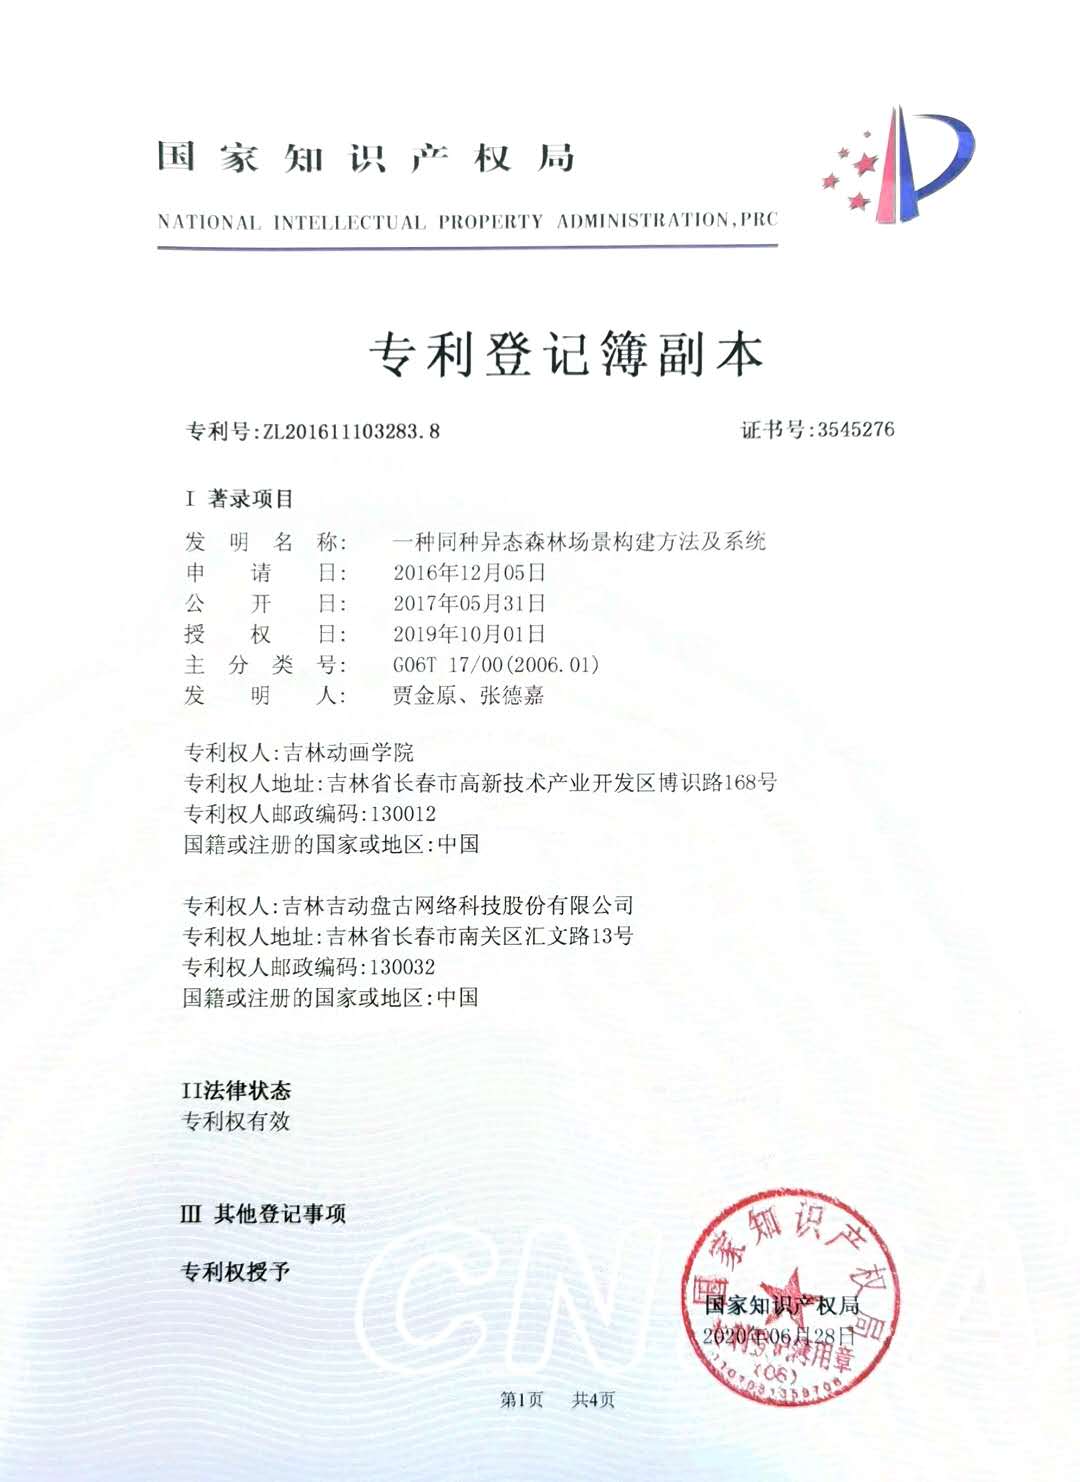 国家知识产权局
NATIONAL INTELLECTUAL PROPERTY ADMINISTRATION,PRC
专利登记簿副本
专利号:ZL201611103283.8 证书号:3545276
I 著录项目
发明名称: 一种同种异态森林场景构建方法及系统
申请日: 2016年12月05日
公开日: 2017年05月31日
授权日: 2019年10月01日
主分类号: G06T 17/00(2006.01)
发明人: 贾金原、张德嘉
专利权人:吉林动画学院
专利权人地址:吉林省长春市高新技术产业开发区博识路168号
专利权人邮政编码:130012
国籍或注册的国家或地区:中国
专利权人:吉林吉动盘古网络科技股份有限公司
专利权人地址:吉林省长春市南关区汇文路13号
专利权人邮政编码:130032
国籍或注册的国家或地区:中国
II法律状态
专利权有效
III 其他登记事项
专利权授予
国家知识产权局
国家知识产权局
2020年06月28日
专利登记簿用章
(06)
第1页 共4页